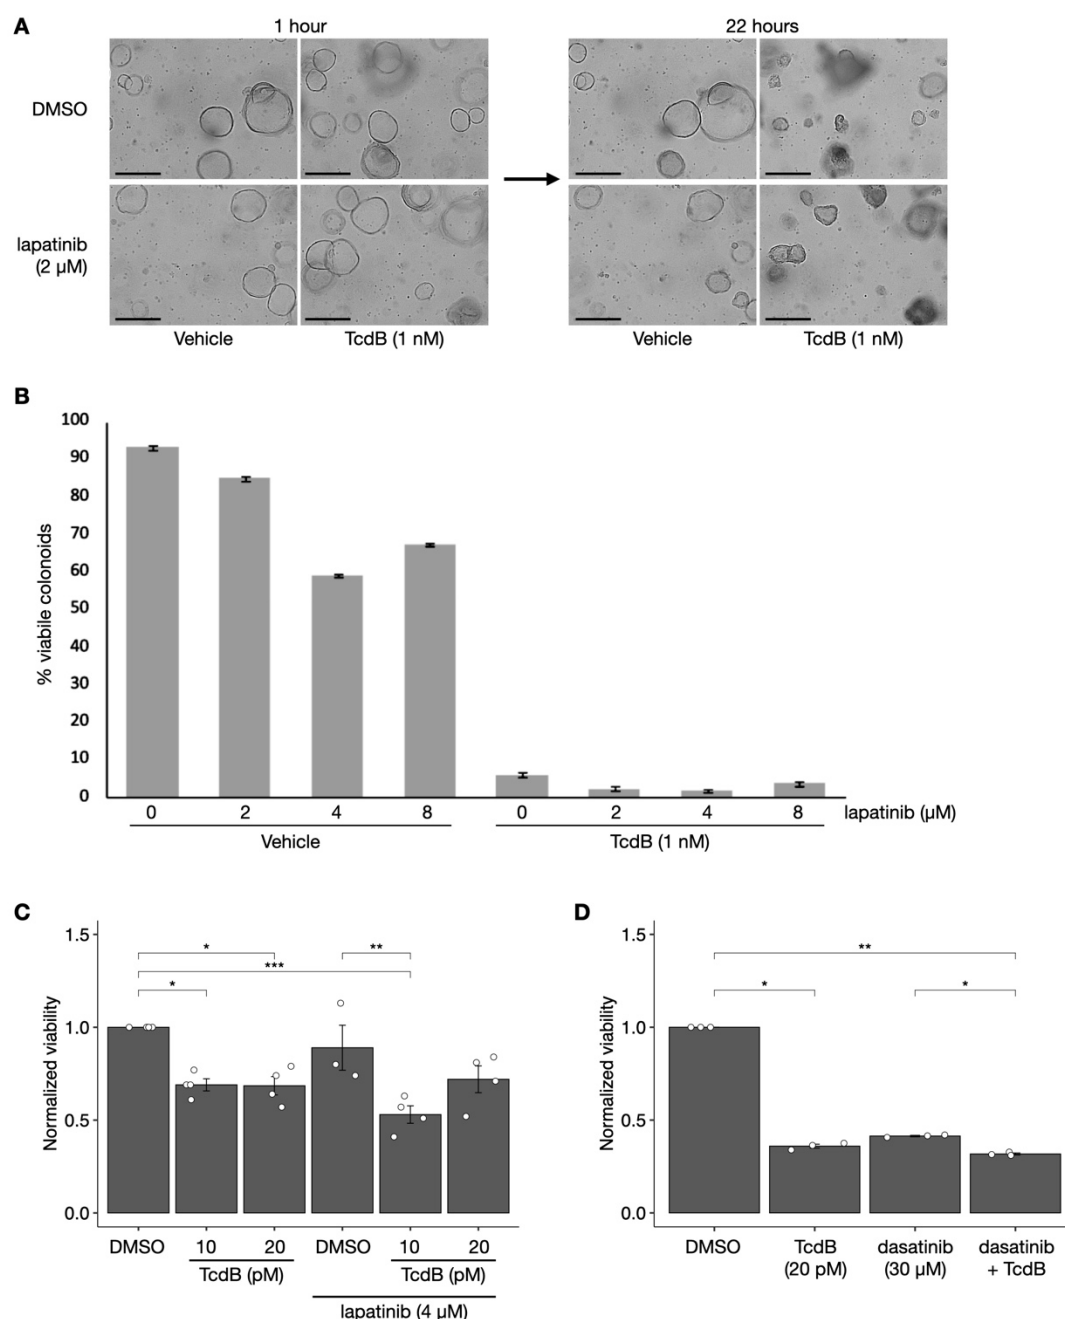 A
1 hour
22 hours
DMSO
lapatinib
(2 µM)
Vehicle
TcdB (1 nM)
Vehicle
TcdB (1 nM)
B
% viabile colonoids
100
90
80
70
60
50
40
30
20
10
0
0 2 4 8 0 2 4 8 lapatinib (µM)
Vehicle
TcdB (1 nM)
C
Normalized viability
1.5
1.0
0.5
0.0
*
***
*
**
DMSO 10 20 DMSO 10 20
TcdB (pM) TcdB (pM)
lapatinib (4 µM)
D
Normalized viability
1.5
1.0
0.5
0.0
**
* *
DMSO TcdB dasatinib dasatinib
(20 pM) (30 µM) + TcdB